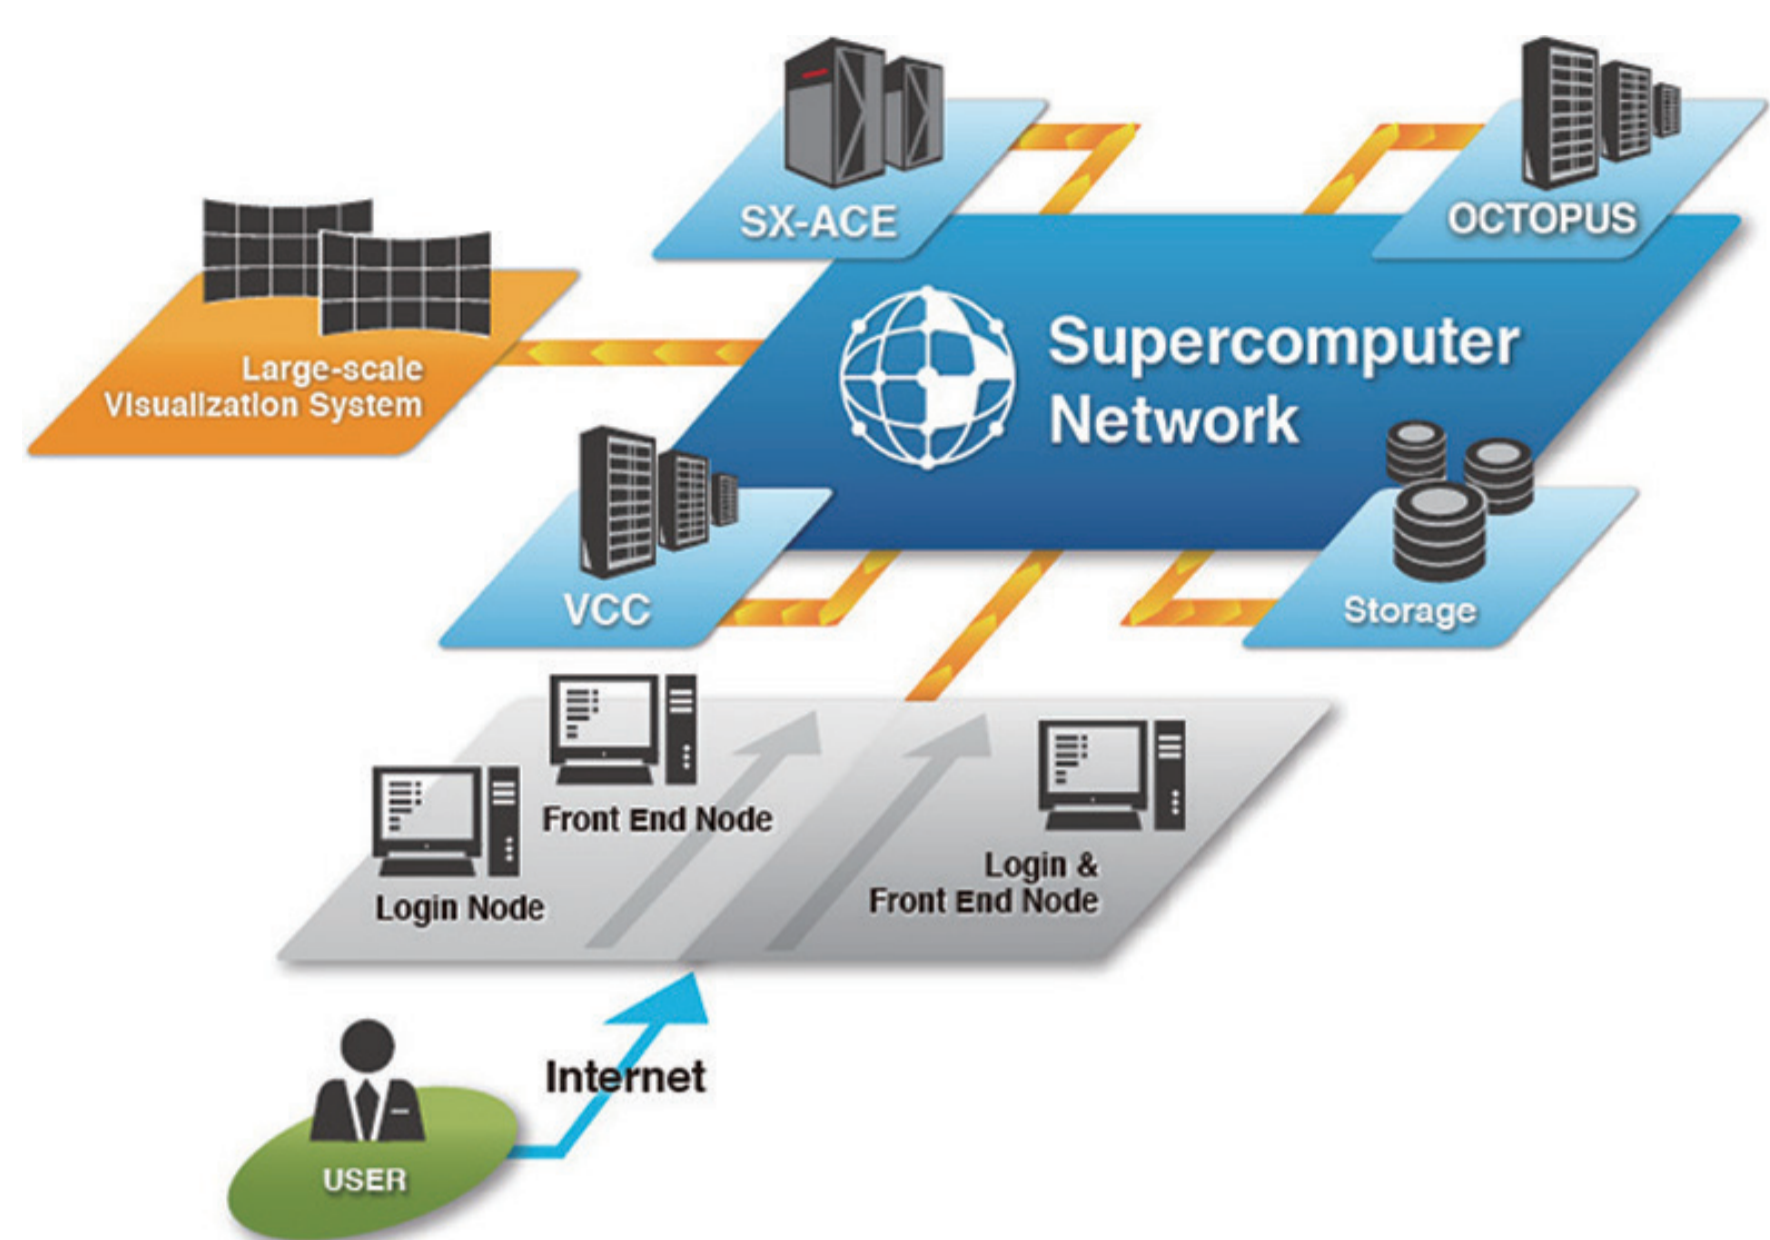 SX-ACE
OCTOPUS
Supercomputer
Network
Large-scale
Visualization System
VCC
Storage
Front End Node
Login Node
Login &
Front End Node
Internet
USER